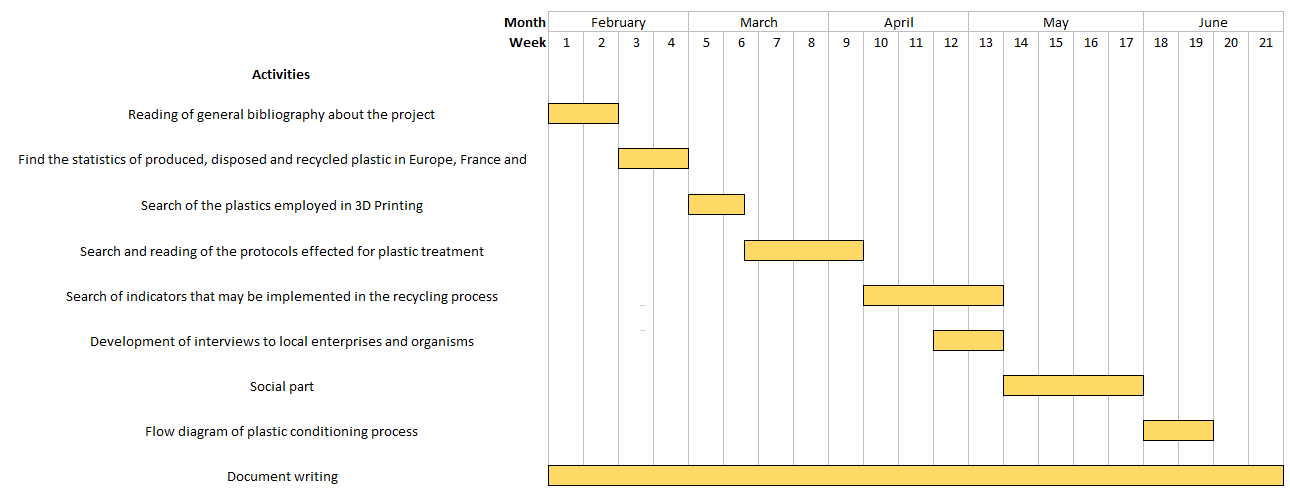 Month February March April May June
Week 1 2 3 4 5 6 7 8 9 10 11 12 13 14 15 16 17 18 19 20 21
Activities
Reading of general bibliography about the project
Find the statistics of produced, disposed and recycled plastic in Europe, France and
Search of the plastics employed in 3D Printing
Search and reading of the protocols effected for plastic treatment
Search of indicators that may be implemented in the recycling process
Development of interviews to local enterprises and organisms
Social part
Flow diagram of plastic conditioning process
Document writing